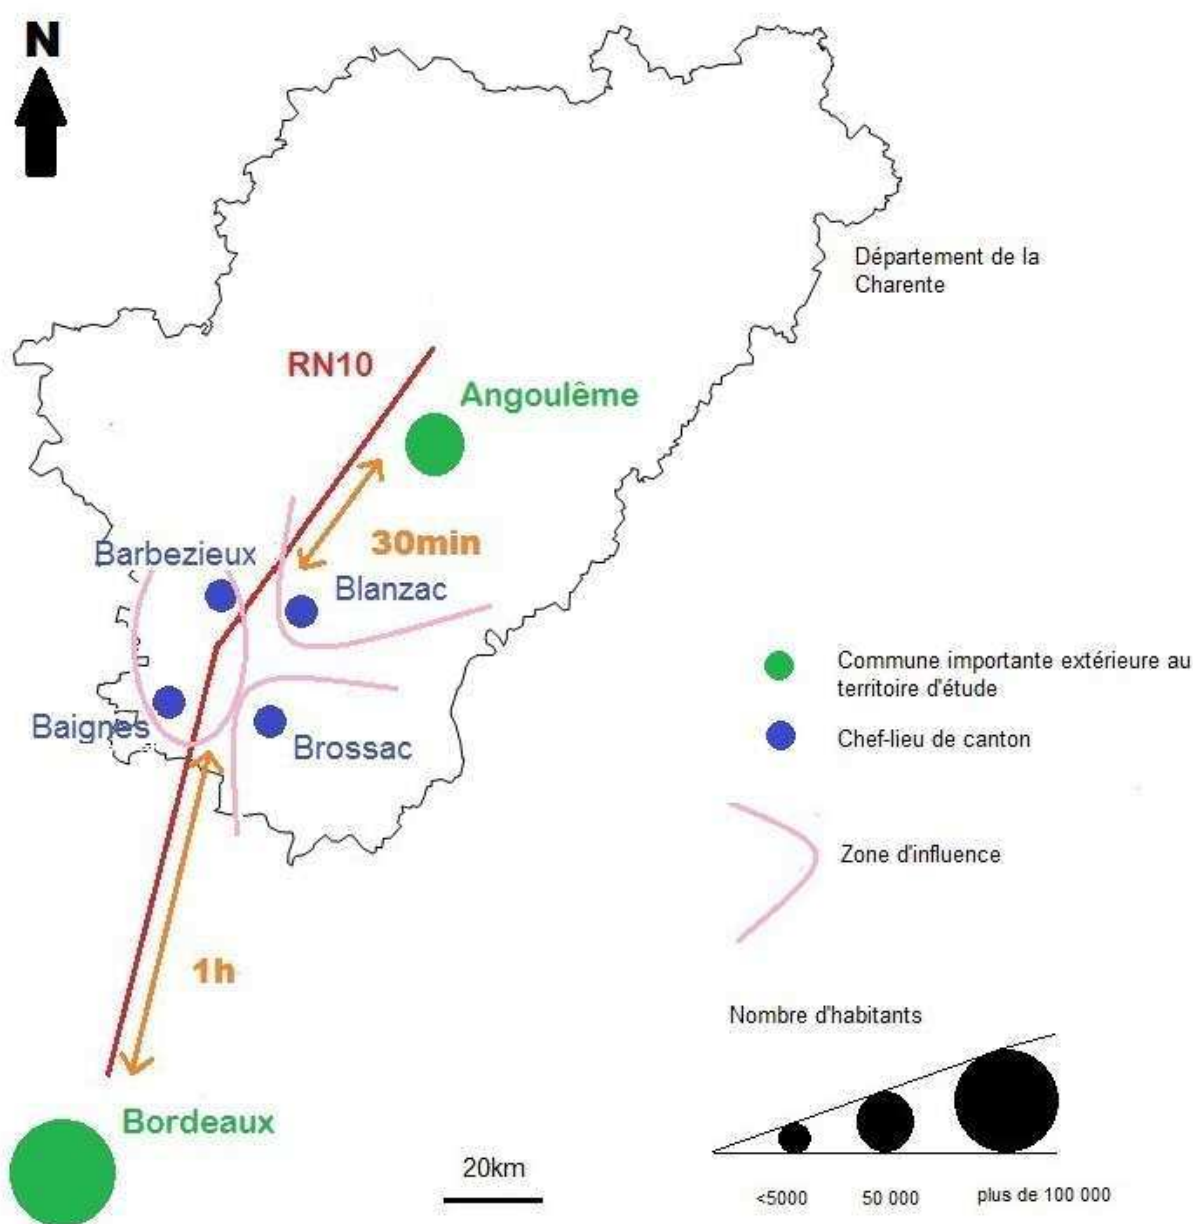 N
Département de la
Charente
RN10
Angoulême
30min
Barbezieux
Blanzac
Baignes
Brossac
1h
Bordeaux
20km
Commune importante extérieure au
territoire d'étude
Chef-lieu de canton
Zone d'influence
Nombre d'habitants
<5000
50 000
plus de 100 000